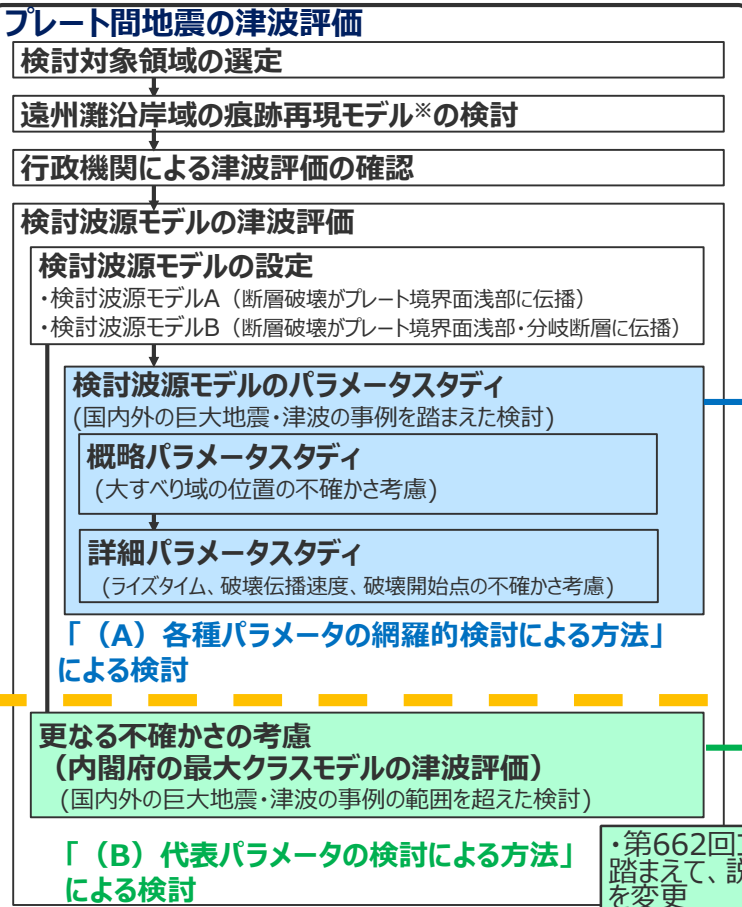 プレート間地震の津波評価
検討対象領域の選定
遠州灘沿岸域の痕跡再現モデル※の検討
行政機関による津波評価の確認
検討波源モデルの津波評価
検討波源モデルの設定
・検討波源モデルA（断層破壊がプレート境界面浅部に伝播）
・検討波源モデルB（断層破壊がプレート境界面浅部・分岐断層に伝播）
検討波源モデルのパラメータスタディ
(国内外の巨大地震・津波の事例を踏まえた検討)
概略パラメータスタディ
(大すべり域の位置の不確かさ考慮)
詳細パラメータスタディ
(ライズタイム、破壊伝播速度、破壊開始点の不確かさ考慮)
「（A）各種パラメータの網羅的検討による方法」
による検討
更なる不確かさの考慮
（内閣府の最大クラスモデルの津波評価）
(国内外の巨大地震・津波の事例の範囲を超えた検討)
「（B）代表パラメータの検討による方法」
による検討
・第662回
踏まえて、説
を変更